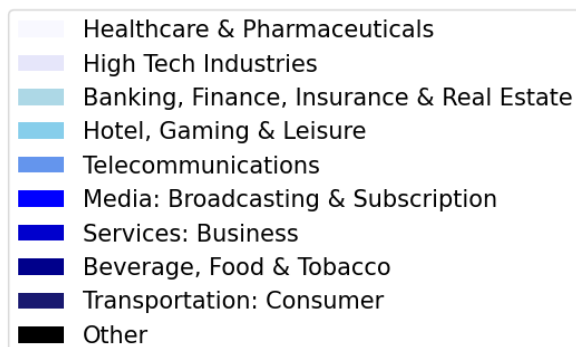 Healthcare & Pharmaceuticals
High Tech Industries
Banking, Finance, Insurance & Real Estate
Hotel, Gaming & Leisure
Telecommunications
Media: Broadcasting & Subscription
Services: Business
Beverage, Food & Tobacco
Transportation: Consumer
Other